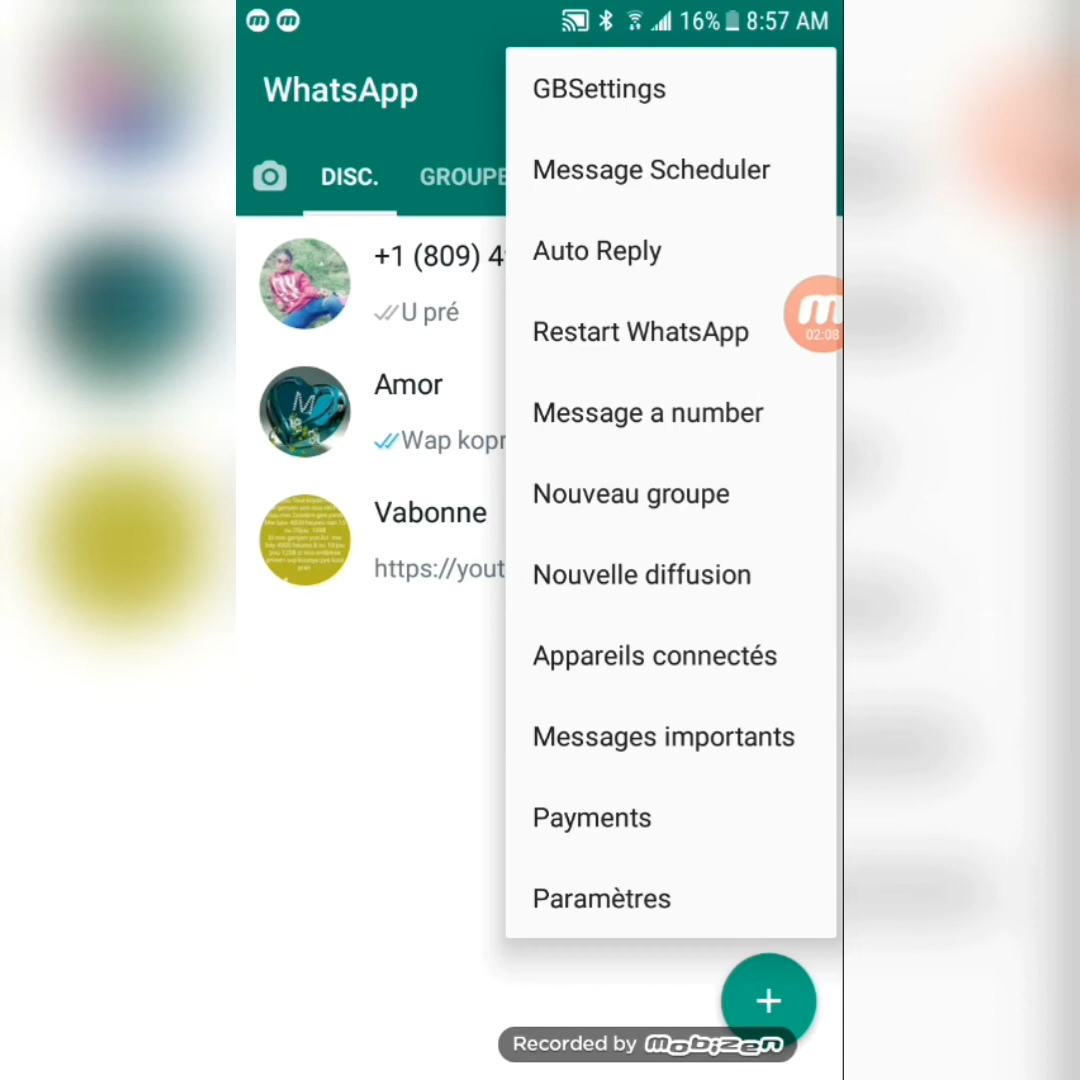 16% 8:57 AM
WhatsApp
DISC.
GROUPE
+1 (809) 4
U pré
Amor
Wap kopr
Vabonne
https://yout
GBSettings
Message Scheduler
Auto Reply
Restart WhatsApp
Message a number
Nouveau groupe
Nouvelle diffusion
Appareils connectés
Messages importants
Payments
Paramètres
02:08
Recorded by mobizen